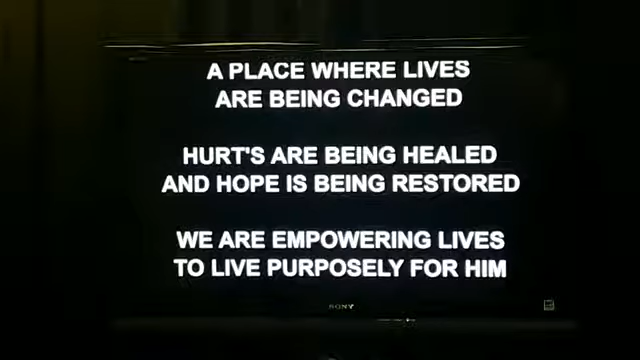 A PLACE WHERE LIVES
ARE BEING CHANGED
HURT'S ARE BEING HEALED
AND HOPE IS BEING RESTORED
WE ARE EMPOWERING LIVES
TO LIVE PURPOSELY FOR HIM
SONY